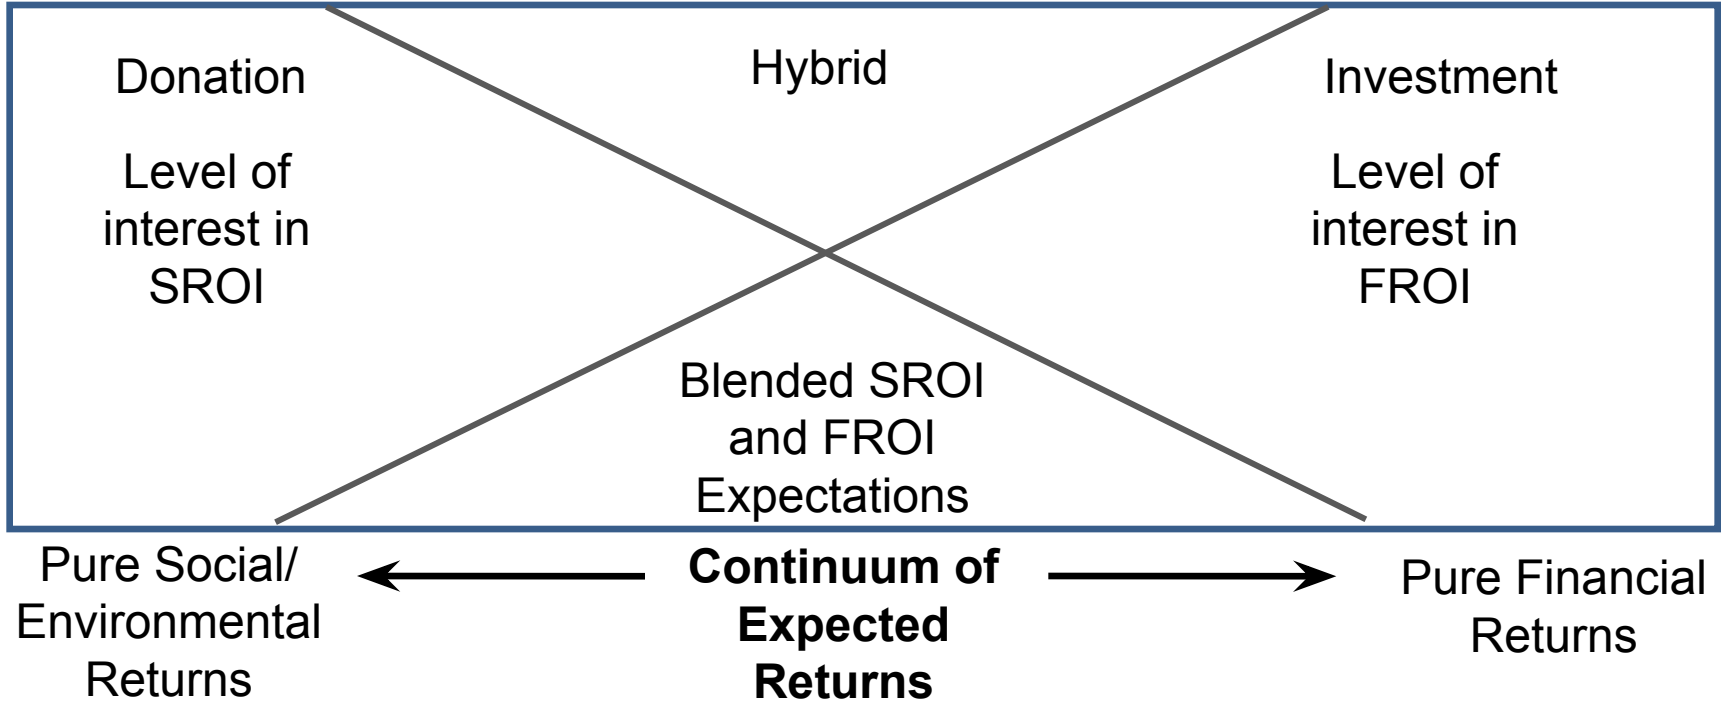 Donation
Hybrid
Investment
Level of
interest in
SROI
Level of
interest in
FROI
Blended SROI
and FROI
Expectations
Pure Social/
Environmental
Returns
Continuum of
Expected
Returns
Pure Financial
Returns